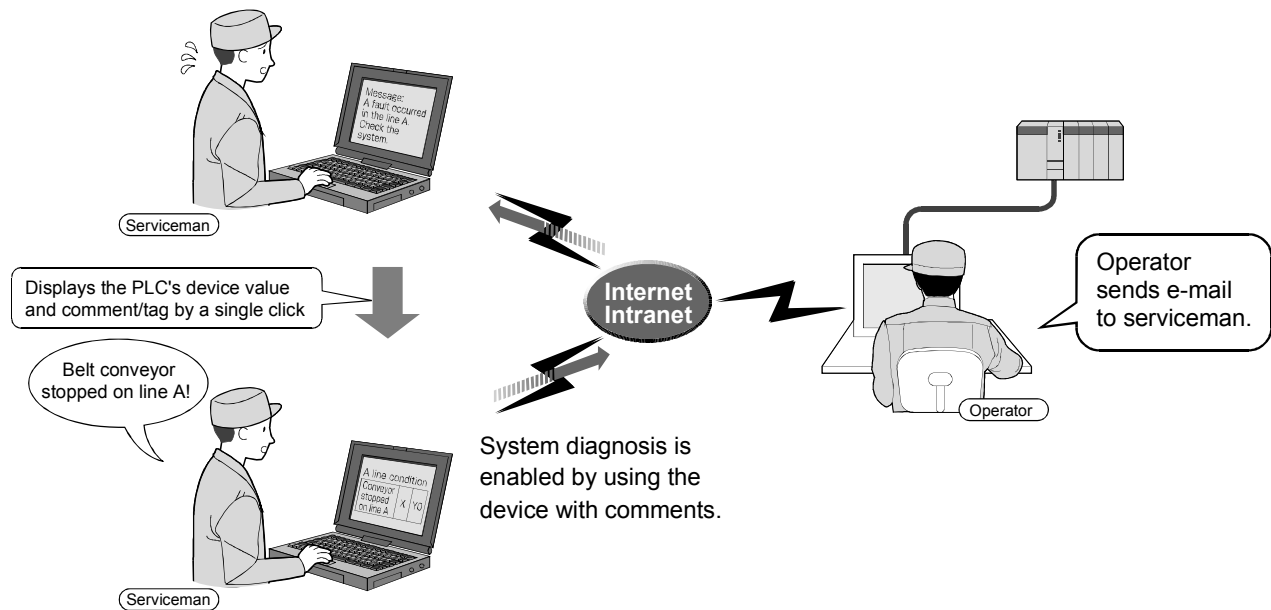 Message:
A fault occurred
in the line A.
Check the
system.
Serviceman
Displays the PLC's device value
and comment/tag by a single click
Belt conveyor
stopped on line A!
A line condition
Conveyor
stopped
on line A
X
Y0
Serviceman
System diagnosis is
enabled by using the
device with comments.
Internet
Intranet
Operator
sends e-mail
to serviceman.
Operator